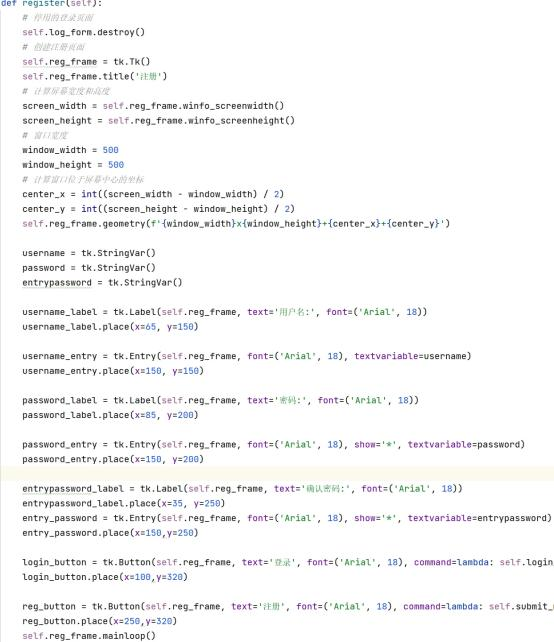 def register(self):
    # 停用的登录页面
    self.log_form.destroy()
    # 创建注册页面
    self.reg_frame = tk.Tk()
    self.reg_frame.title('注册')
    # 计算屏幕宽度和高度
    screen_width = self.reg_frame.winfo_screenwidth()
    screen_height = self.reg_frame.winfo_screenheight()
    # 窗口宽度
    window_width = 500
    window_height = 500
    # 计算窗口位于屏幕中心的坐标
    center_x = int((screen_width - window_width) / 2)
    center_y = int((screen_height - window_height) / 2)
    self.reg_frame.geometry(f'{window_width}x{window_height}+{center_x}+{center_y}')
    username = tk.StringVar()
    password = tk.StringVar()
    entrypassword = tk.StringVar()
    username_label = tk.Label(self.reg_frame, text='用户名:', font=('Arial', 18))
    username_label.place(x=65, y=150)
    username_entry = tk.Entry(self.reg_frame, font=('Arial', 18), textvariable=username)
    username_entry.place(x=150, y=150)
    password_label = tk.Label(self.reg_frame, text='密码:', font=('Arial', 18))
    password_label.place(x=85, y=200)
    password_entry = tk.Entry(self.reg_frame, font=('Arial', 18), show='*', textvariable=password)
    password_entry.place(x=150, y=200)
    entrypassword_label = tk.Label(self.reg_frame, text='确认密码:', font=('Arial', 18))
    entrypassword_label.place(x=35, y=250)
    entry_password = tk.Entry(self.reg_frame, font=('Arial', 18), show='*', textvariable=entrypassword)
    entry_password.place(x=150,y=250)
    login_button = tk.Button(self.reg_frame, text='登录', font=('Arial', 18), command=lambda: self.login
    login_button.place(x=100,y=320)
    reg_button = tk.Button(self.reg_frame, text='注册', font=('Arial', 18), command=lambda: self.submit_
    reg_button.place(x=250,y=320)
    self.reg_frame.mainloop()